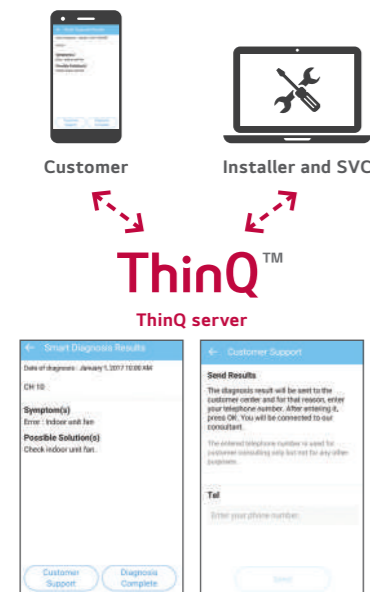 Customer
Installer and SVC
ThinQ™
ThinQ server
← Smart Diagnosis Results
Date of diagnosis : January 1, 2017 10:00 AM
CH 10
Symptom(s)
Error : Indoor unit fan
Possible Solution(s)
Check indoor unit fan.
Customer
Support
Diagnosis
Complete
← Customer Support
Send Results
The diagnosis result will be sent to the
customer center and for that reason, enter
your telephone number. After entering it,
press OK. You will be connected to our
consultant.
The entered telephone number is used for
customer consulting only but not for any other
purposes.
Tel
Enter your phone number.
Send